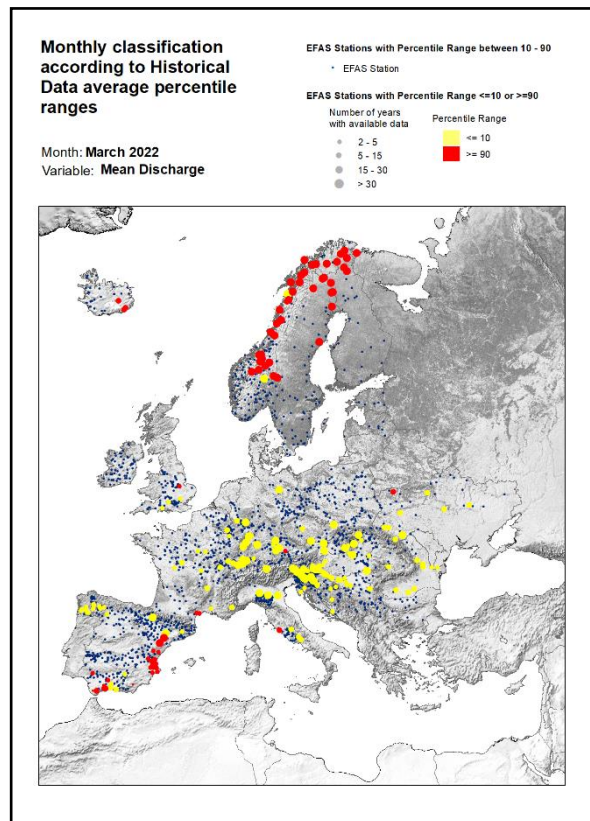 Monthly classification
according to Historical
Data average percentile
ranges
Month: March 2022
Variable: Mean Discharge
EFAS Stations with Percentile Range between 10 - 90
EFAS Station
EFAS Stations with Percentile Range <=10 or >=90
Number of years
with available data
2 - 5
5 - 15
15 - 30
> 30
Percentile Range
<= 10
>= 90